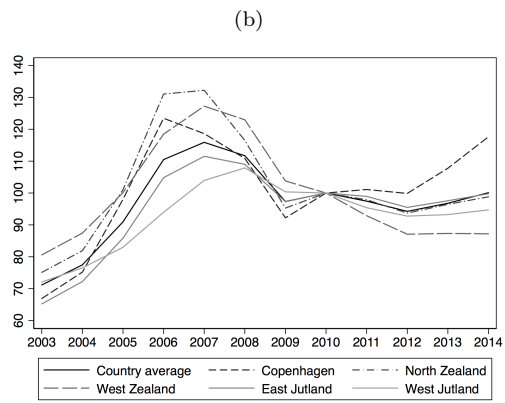 (b)
140
130
120
110
100
90
80
70
60
2003 2004 2005 2006 2007 2008 2009 2010 2011 2012 2013 2014
Country average Copenhagen North Zealand
West Zealand East Jutland West Jutland